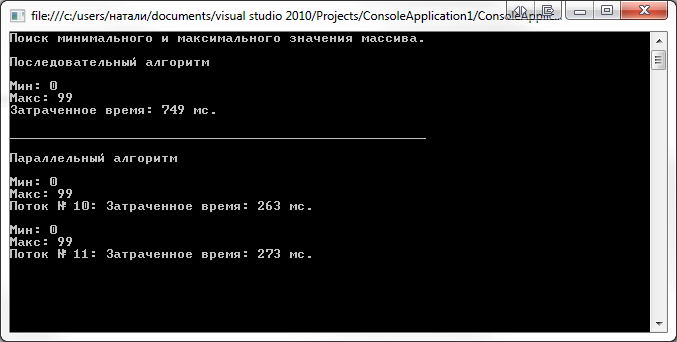 file:///c:/users/натали/documents/visual studio 2010/Projects/ConsoleApplication1/ConsoleApplic...
Поиск минимального и максимального значения массива.
Последовательный алгоритм
Мин: 0
Макс: 99
Затраченное время: 749 мс.
Параллельный алгоритм
Мин: 0
Макс: 99
Поток № 10: Затраченное время: 263 мс.
Мин: 0
Макс: 99
Поток № 11: Затраченное время: 273 мс.